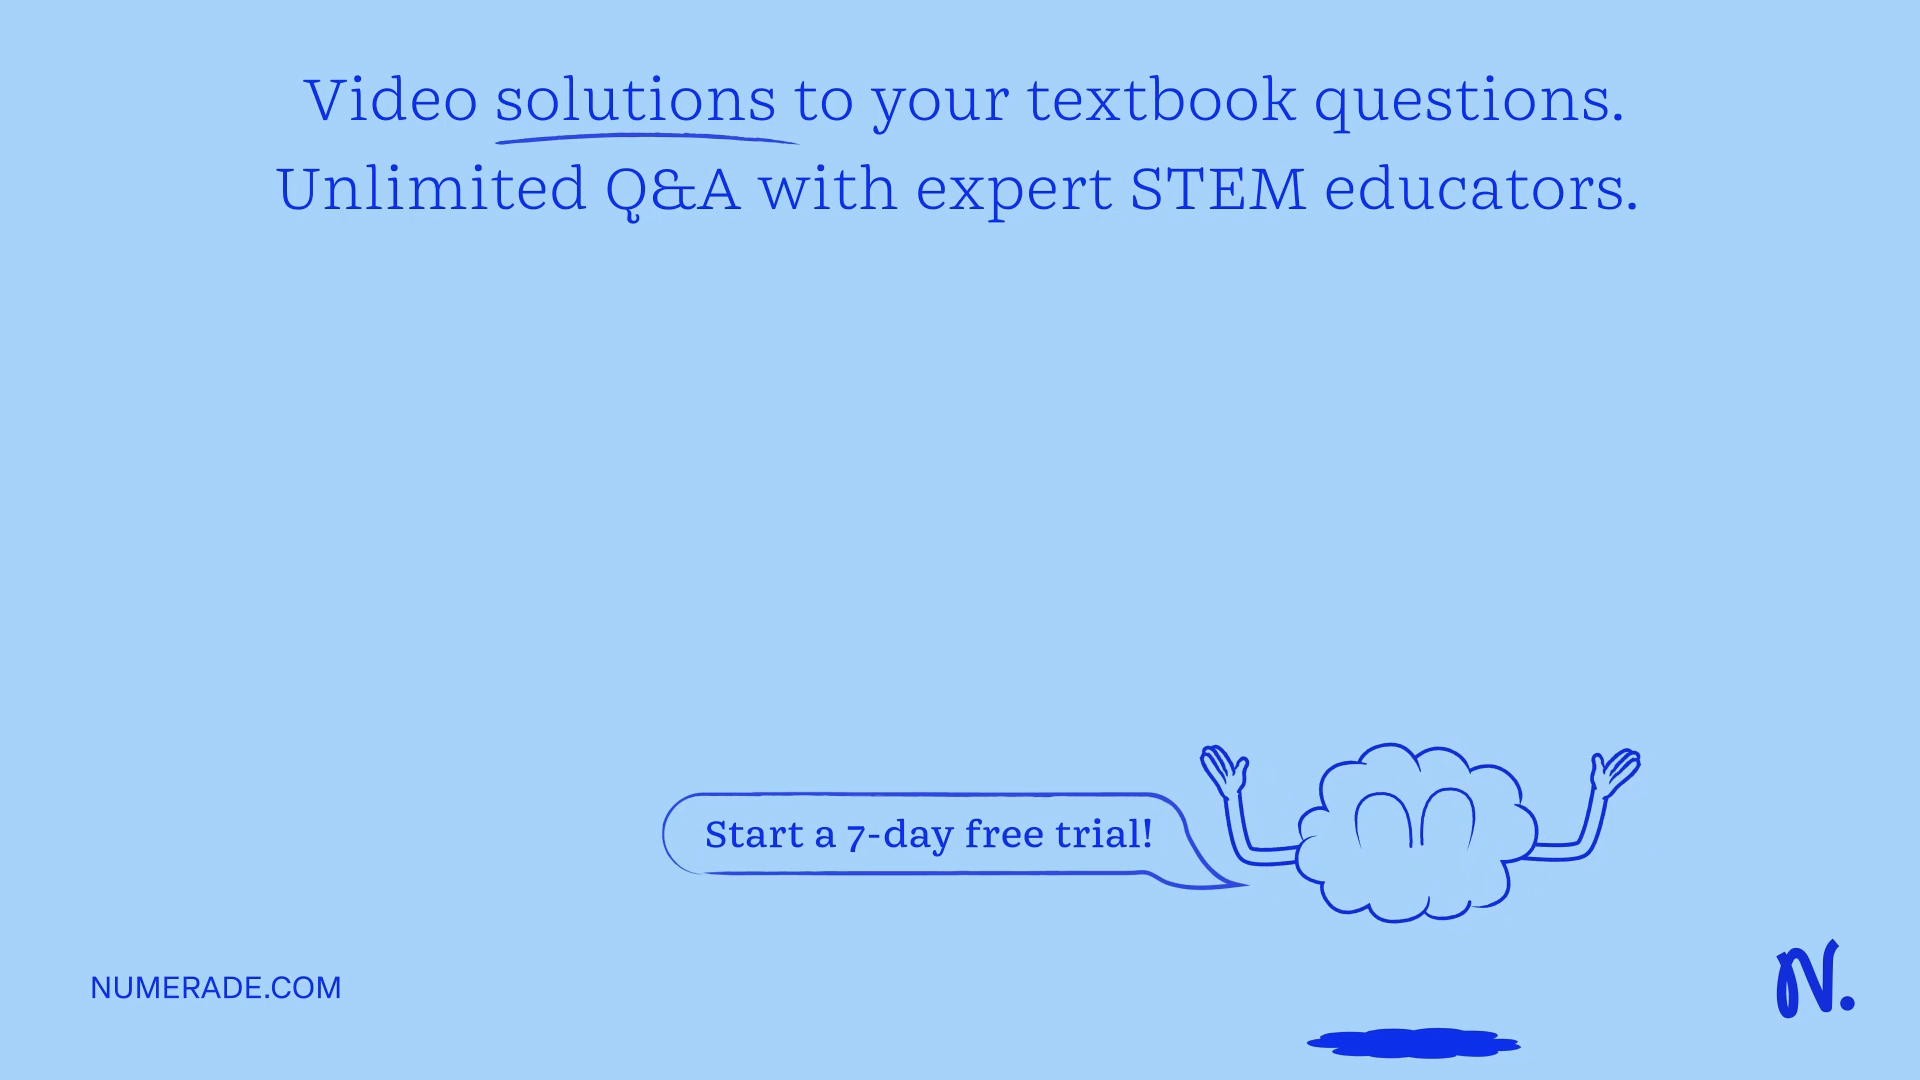 Video solutions to your textbook questions.
Unlimited Q&A with expert STEM educators.
Start a 7-day free trial!
NUMERADE.COM
N.